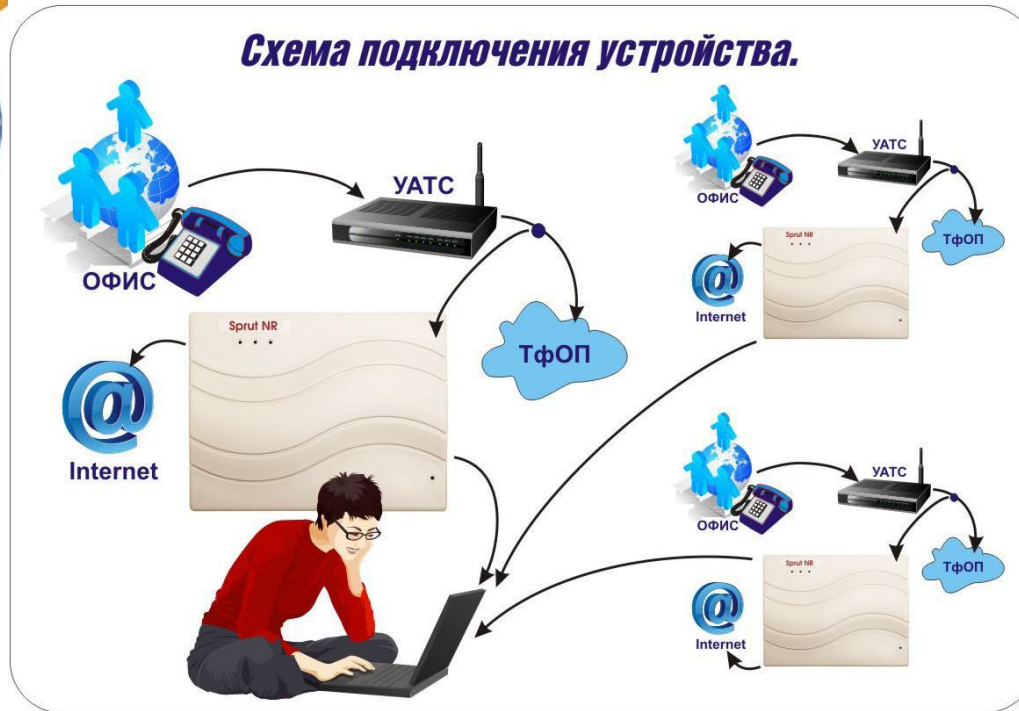 Схема подключения устройства.
УАТС
ОФИС
Sprut NR
ТфОП
Internet
УАТС
ОФИС
Sprut NR
ТфОП
Internet
УАТС
ОФИС
Sprut NR
ТфОП
Internet